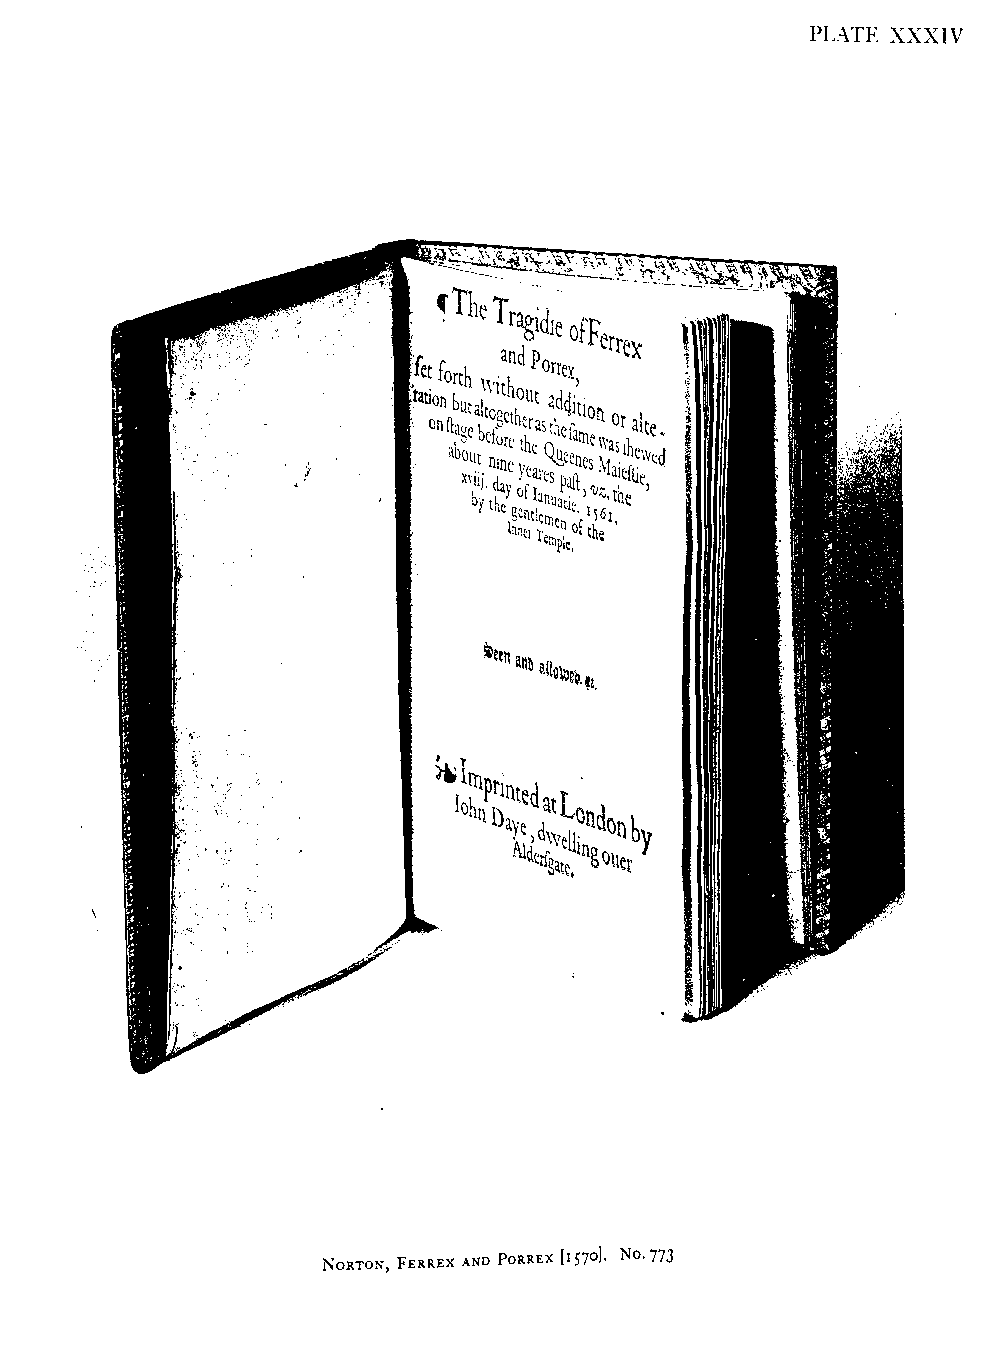 PLATE XXXIV
¶ The Tragidie of Ferrex
and Porrex,
ſet forth without addition or alte-
ration but altogether as the ſame was ſhewed
on ſtage before the Queenes Maieſtie,
about nine yeares paſt, vz. the
xviij. day of Ianuarie. 1561.
by the gentlemen of the
Inner Temple.
Seen and allowed. &c.
❧ Imprinted at London by
Iohn Daye, dwelling ouer
Alderſgate.
NORTON, FERREX AND PORREX [1570]. NO. 773